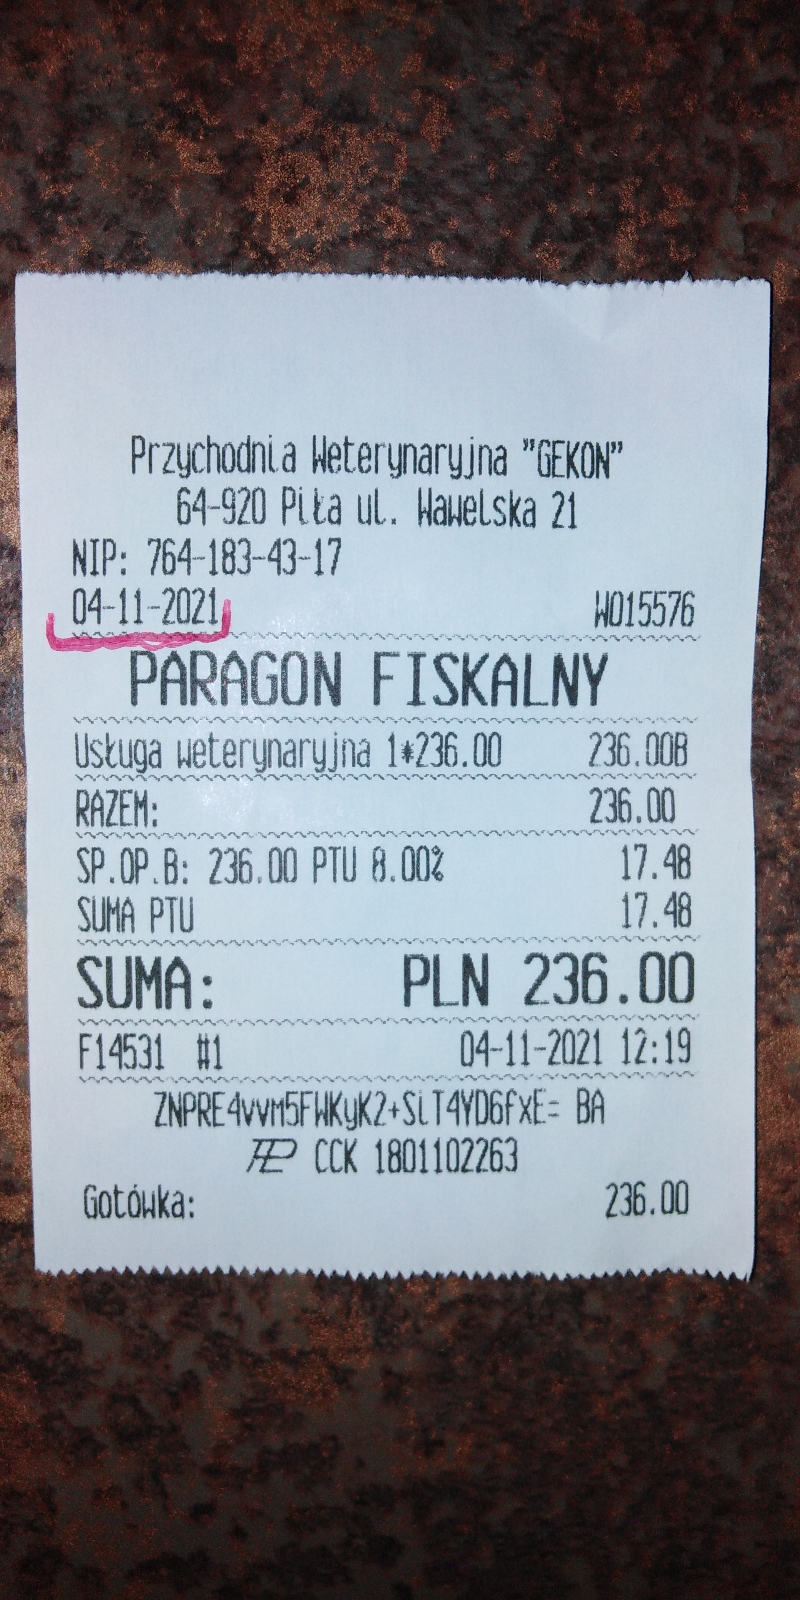 Przychodnia Weterynaryjna "GEKON"
64-920 Piła ul. Wawelska 21
NIP: 764-183-43-17
04-11-2021 W015576
PARAGON FISKALNY
Usługa weterynaryjna 1*236.00 236.00B
RAZEM: 236.00
SP.OP.B: 236.00 PTU 8.00% 17.48
SUMA PTU 17.48
SUMA: PLN 236.00
F14531 #1 04-11-2021 12:19
ZNPRE4vvm5FWKyK2+SiT4YD6fxE= BA
CCK 1801102263
Gotówka: 236.00